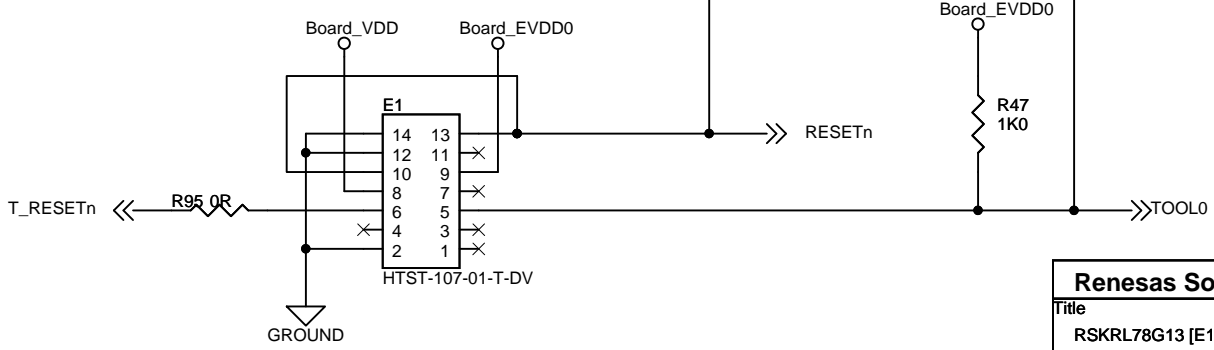 Board_VDD
Board_EVDD0
Board_EVDD0
E1
14 13
12 11
10 9
8 7
6 5
4 3
2 1
HTST-107-01-T-DV
R47
1K0
RESETn
T_RESETn
R95 0R
TOOL0
GROUND
Renesas So
Title
RSKRL78G13 [E1